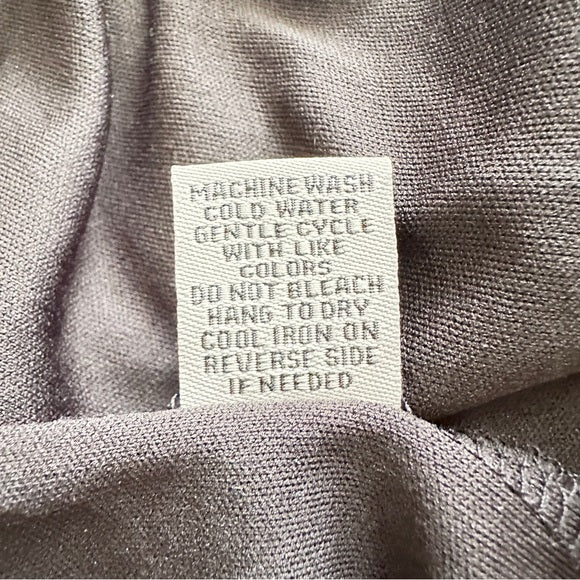 MACHINE WASH
COLD WATER
GENTLE CYCLE
WITH LIKE
COLORS
DO NOT BLEACH
HANG TO DRY
COOL IRON ON
REVERSE SIDE
IF NEEDED